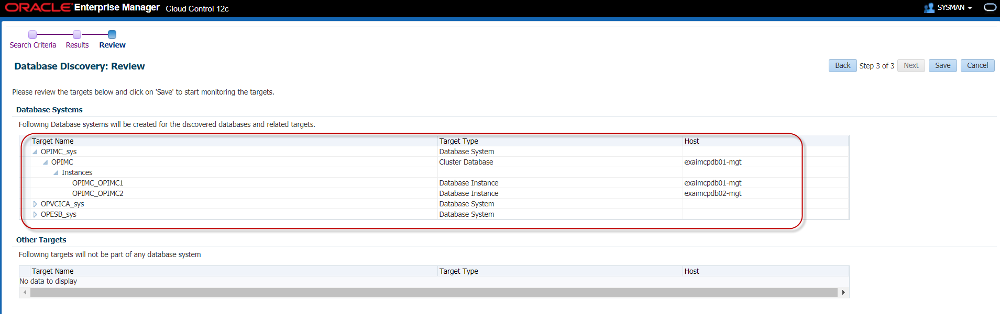 ORACLE Enterprise Manager Cloud Control 12c SYSMAN
Search Criteria Results Review
Database Discovery: Review Back Step 3 of 3 Next Save Cancel
Please review the targets below and click on 'Save' to start monitoring the targets.
Database Systems
Following Database systems will be created for the discovered databases and related targets.
Target Name Target Type Host
OPIMC_sys Database System
OPIMC Cluster Database exaimcpdb01-mgt
Instances
OPIMC_OPIMC1 Database Instance exaimcpdb01-mgt
OPIMC_OPIMC2 Database Instance exaimcpdb02-mgt
OPVCICA_sys Database System
OPESB_sys Database System
Other Targets
Following targets will not be part of any database system
Target Name Target Type Host
No data to display